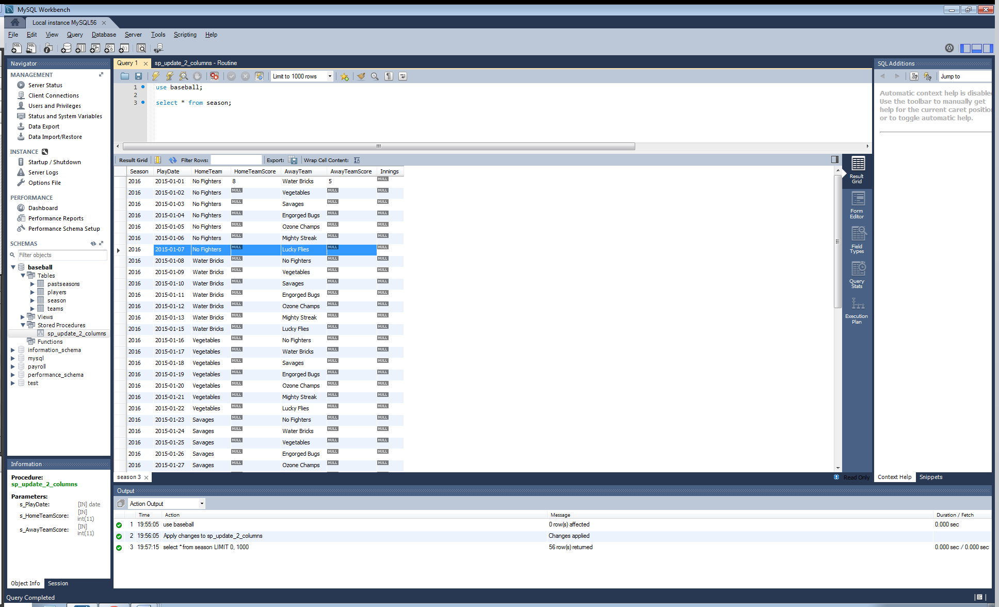 MySQL Workbench
Local instance MySQL56
File Edit View Query Database Server Tools Scripting Help
Navigator
MANAGEMENT
Server Status
Client Connections
Users and Privileges
Status and System Variables
Data Export
Data Import/Restore
INSTANCE
Startup / Shutdown
Server Logs
Options File
PERFORMANCE
Dashboard
Performance Reports
Performance Schema Setup
SCHEMAS
Filter objects
baseball
Tables
pastseasons
players
season
teams
Views
Stored Procedures
sp_update_2_columns
Functions
information_schema
mysql
payroll
performance_schema
test
Information
Procedure:
sp_update_2_columns
Parameters:
s_PlayDate: [IN] date
s_HomeTeamScore: [IN] int(11)
s_AwayTeamScore: [IN] int(11)
Object Info Session
Query Completed
Query 1 sp_update_2_columns - Routine
Limit to 1000 rows
1 use baseball;
2
3 select * from season;
Result Grid Filter Rows: Export: Wrap Cell Content:
Season PlayDate HomeTeam HomeTeamScore AwayTeam AwayTeamScore Innings
2016 2015-01-01 No Fighters 8 Water Bricks 5 NULL
2016 2015-01-02 No Fighters NULL Vegetables NULL NULL
2016 2015-01-03 No Fighters NULL Savages NULL NULL
2016 2015-01-04 No Fighters NULL Engorged Bugs NULL NULL
2016 2015-01-05 No Fighters NULL Ozone Champs NULL NULL
2016 2015-01-06 No Fighters NULL Mighty Streak NULL NULL
2016 2015-01-07 No Fighters NULL Lucky Flies NULL NULL
2016 2015-01-08 Water Bricks NULL No Fighters NULL NULL
2016 2015-01-09 Water Bricks NULL Vegetables NULL NULL
2016 2015-01-10 Water Bricks NULL Savages NULL NULL
2016 2015-01-11 Water Bricks NULL Engorged Bugs NULL NULL
2016 2015-01-12 Water Bricks NULL Ozone Champs NULL NULL
2016 2015-01-13 Water Bricks NULL Mighty Streak NULL NULL
2016 2015-01-15 Water Bricks NULL Lucky Flies NULL NULL
2016 2015-01-16 Vegetables NULL No Fighters NULL NULL
2016 2015-01-17 Vegetables NULL Water Bricks NULL NULL
2016 2015-01-18 Vegetables NULL Savages NULL NULL
2016 2015-01-19 Vegetables NULL Engorged Bugs NULL NULL
2016 2015-01-20 Vegetables NULL Ozone Champs NULL NULL
2016 2015-01-21 Vegetables NULL Mighty Streak NULL NULL
2016 2015-01-22 Vegetables NULL Lucky Flies NULL NULL
2016 2015-01-23 Savages NULL No Fighters NULL NULL
2016 2015-01-24 Savages NULL Water Bricks NULL NULL
2016 2015-01-25 Savages NULL Vegetables NULL NULL
2016 2015-01-26 Savages NULL Engorged Bugs NULL NULL
2016 2015-01-27 Savages NULL Ozone Champs NULL NULL
season 3 Read Only
Result Grid
Form Editor
Field Types
Query Stats
Execution Plan
Output
Action Output
Time Action Message Duration / Fetch
1 19:55:05 use baseball 0 row(s) affected 0.000 sec
2 19:56:05 Apply changes to sp_update_2_columns Changes applied
3 19:57:15 select * from season LIMIT 0, 1000 56 row(s) returned 0.000 sec / 0.000 sec
SQL Additions
Jump to
Automatic context help is disable
Use the toolbar to manually get
help for the current caret positio
or to toggle automatic help.
Context Help Snippets